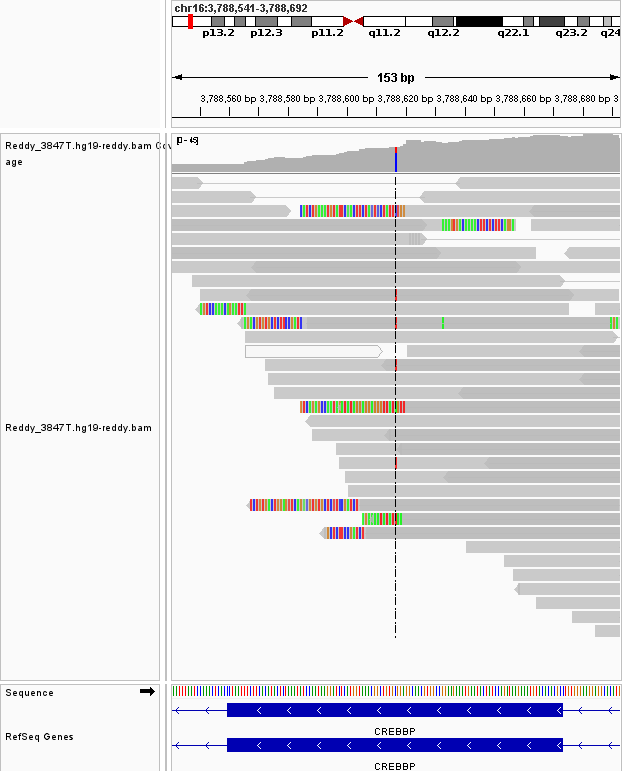 chr16:3,788,541-3,788,692
p13.2 p12.3 p11.2 q11.2 q12.2 q22.1 q23.2 q24
153 bp
3,788,560 bp 3,788,580 bp 3,788,600 bp 3,788,620 bp 3,788,640 bp 3,788,660 bp 3,788,680 bp 3
[0 - 45]
Reddy_3847T.hg19-reddy.bam Cov
age
Reddy_3847T.hg19-reddy.bam
Sequence
CREBBP
RefSeq Genes
CREBBP